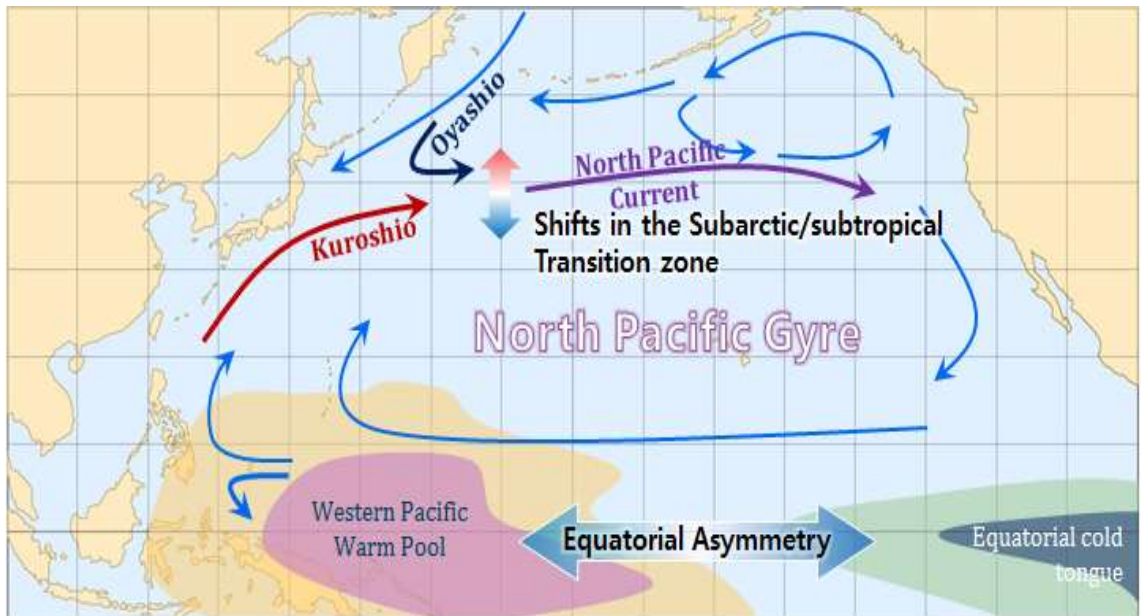 Oyashio
North Pacific
Current
Kuroshio
Shifts in the Subarctic/subtropical
Transition zone
North Pacific Gyre
Western Pacific
Warm Pool
Equatorial Asymmetry
Equatorial cold
tongue